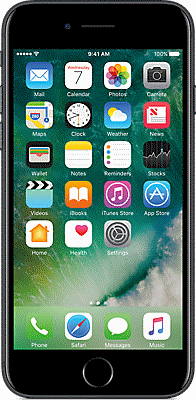 9:41 AM 100%
Wednesday
7
Mail Calendar Photos Camera
280
Maps Clock Weather News
Wallet Notes Reminders Stocks
Videos iBooks iTunes Store App Store
Home Health Settings
Phone Safari Messages Music